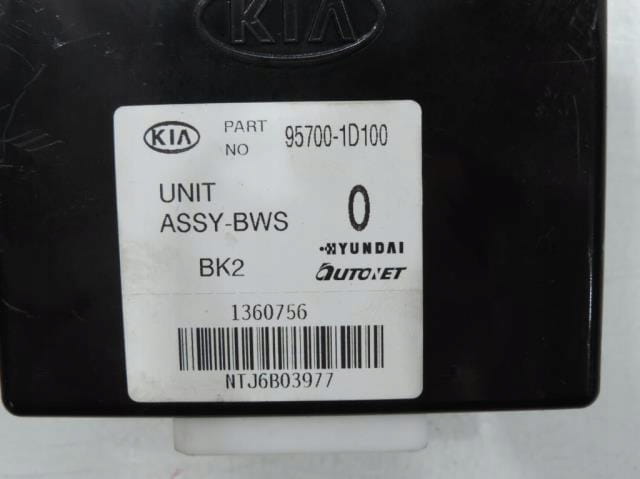 KIA
KIA PART NO 95700-1D100
UNIT ASSY-BWS 0
HYUNDAI
BK2 AUTONET
1360756
NTJ6B03977